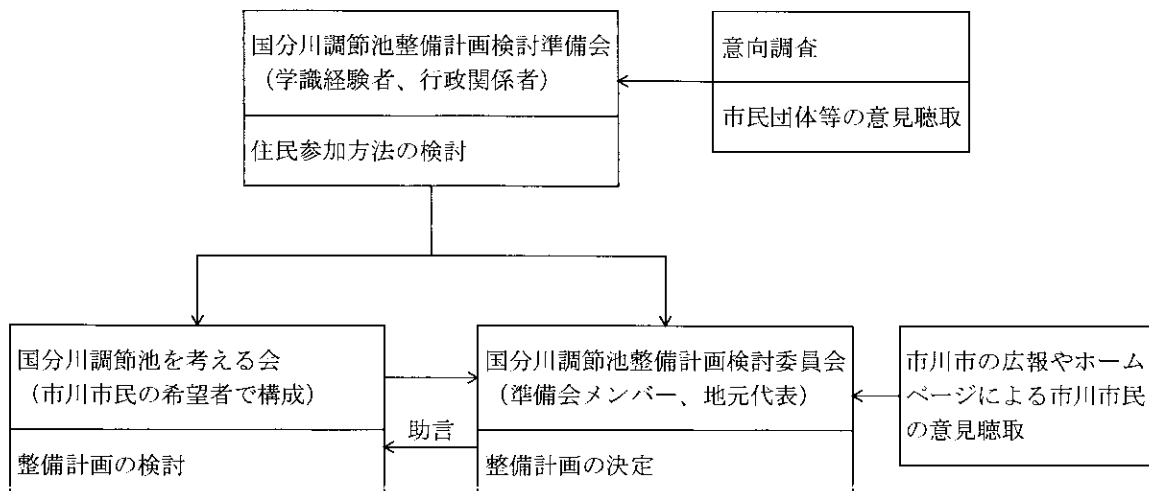 国分川調節池整備計画検討準備会
（学識経験者、行政関係者）
住民参加方法の検討
意向調査
市民団体等の意見聴取
国分川調節池を考える会
（市川市民の希望者で構成）
整備計画の検討
助言
国分川調節池整備計画検討委員会
（準備会メンバー、地元代表）
整備計画の決定
市川市の広報やホーム
ページによる市川市民
の意見聴取